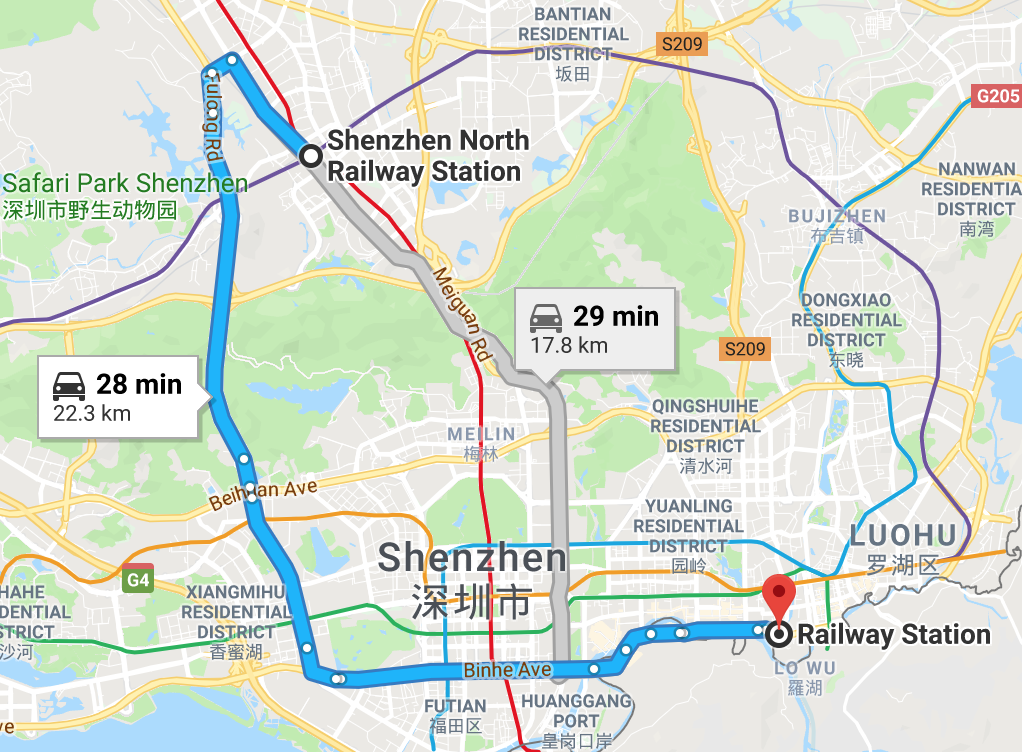 BANTIAN
RESIDENTIAL
DISTRICT
坂田
S209
G205
Fulong Rd
Shenzhen North
Railway Station
Safari Park Shenzhen
深圳市野生动物园
NANWAN
RESIDENTIA
DISTRICT
南湾
BUJIZHEN
布吉镇
Meiguan Rd
29 min
17.8 km
DONGXIAO
RESIDENTIAL
DISTRICT
东晓
S209
28 min
22.3 km
QINGSHUIHE
RESIDENTIAL
DISTRICT
清水河
MEILIN
梅林
Beihuan Ave
YUANLING
RESIDENTIAL
DISTRICT
园岭
LUOHU
罗湖区
Shenzhen
深圳市
G4
HAHE
DENTIAL
TRICT
沙河
XIANGMIHU
RESIDENTIAL
DISTRICT
香蜜湖
Railway Station
LO WU
羅湖
Binhe Ave
FUTIAN
福田区
HUANGGANG
PORT
皇岗口岸
ve